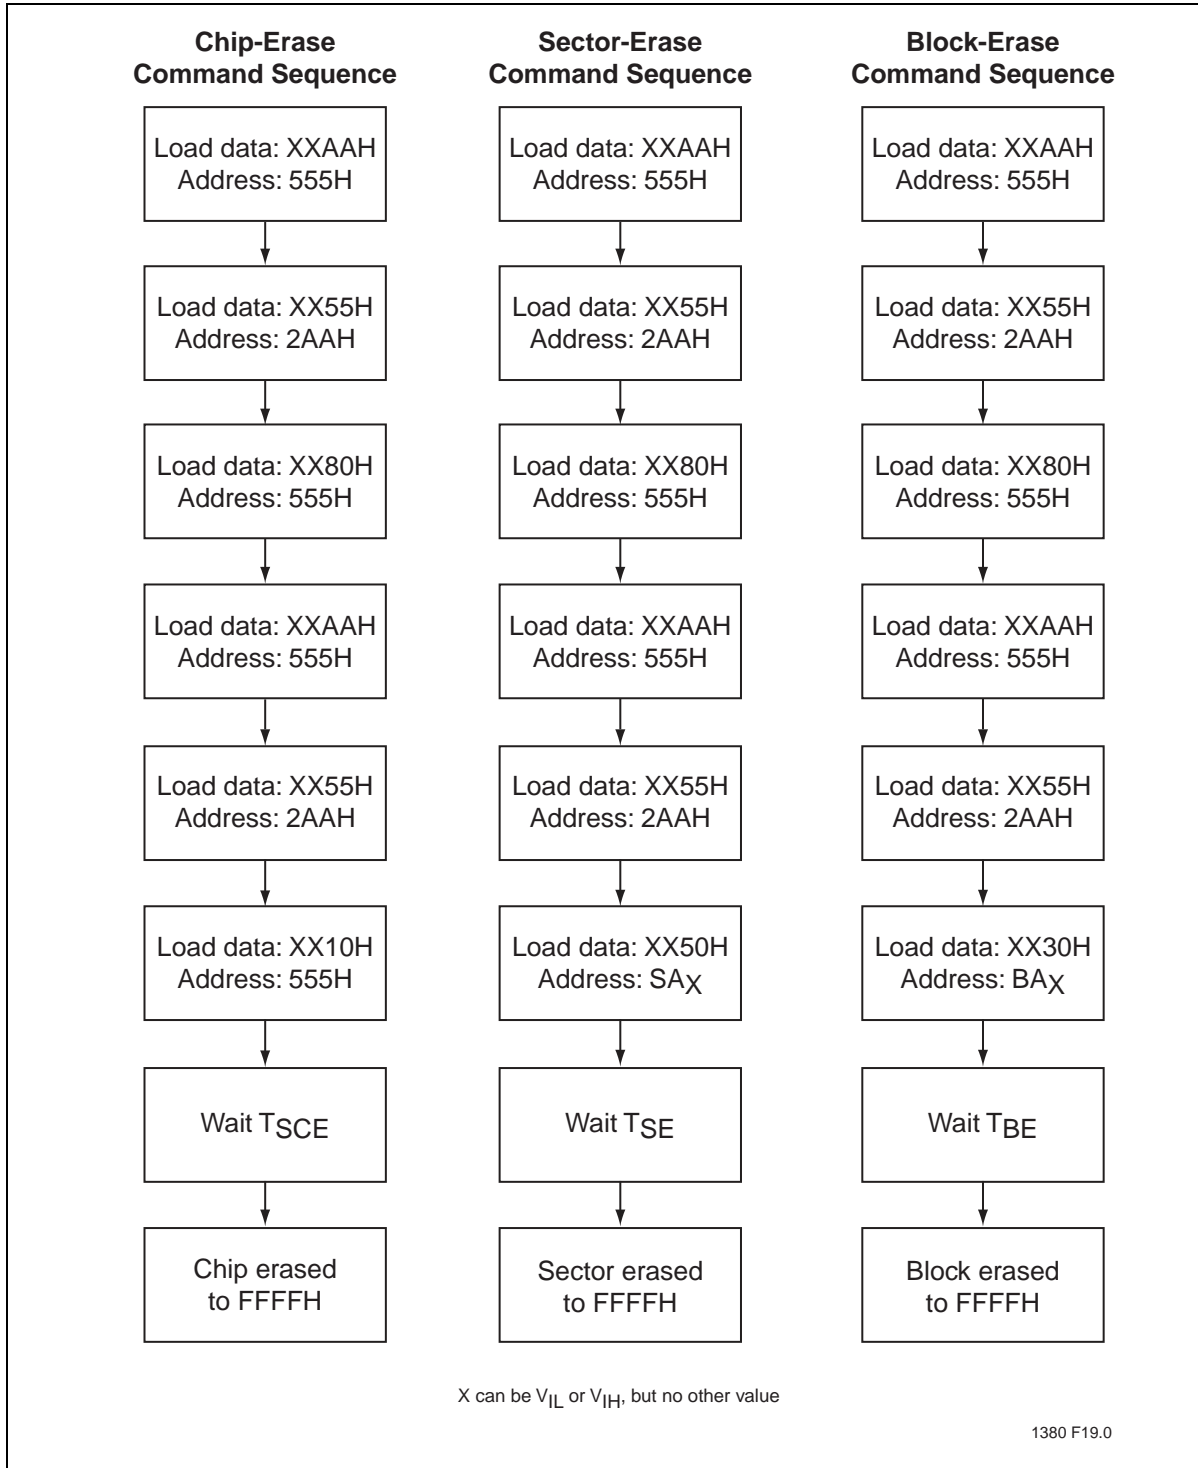 Chip-Erase
Command Sequence
Load data: XXAAH
Address: 555H
Load data: XX55H
Address: 2AAH
Load data: XX80H
Address: 555H
Load data: XXAAH
Address: 555H
Load data: XX55H
Address: 2AAH
Load data: XX10H
Address: 555H
Wait TSCE
Chip erased
to FFFFH
Sector-Erase
Command Sequence
Load data: XXAAH
Address: 555H
Load data: XX55H
Address: 2AAH
Load data: XX80H
Address: 555H
Load data: XXAAH
Address: 555H
Load data: XX55H
Address: 2AAH
Load data: XX50H
Address: SAX
Wait TSE
Sector erased
to FFFFH
Block-Erase
Command Sequence
Load data: XXAAH
Address: 555H
Load data: XX55H
Address: 2AAH
Load data: XX80H
Address: 555H
Load data: XXAAH
Address: 555H
Load data: XX55H
Address: 2AAH
Load data: XX30H
Address: BAX
Wait TBE
Block erased
to FFFFH
X can be VIL or VIH, but no other value
1380 F19.0